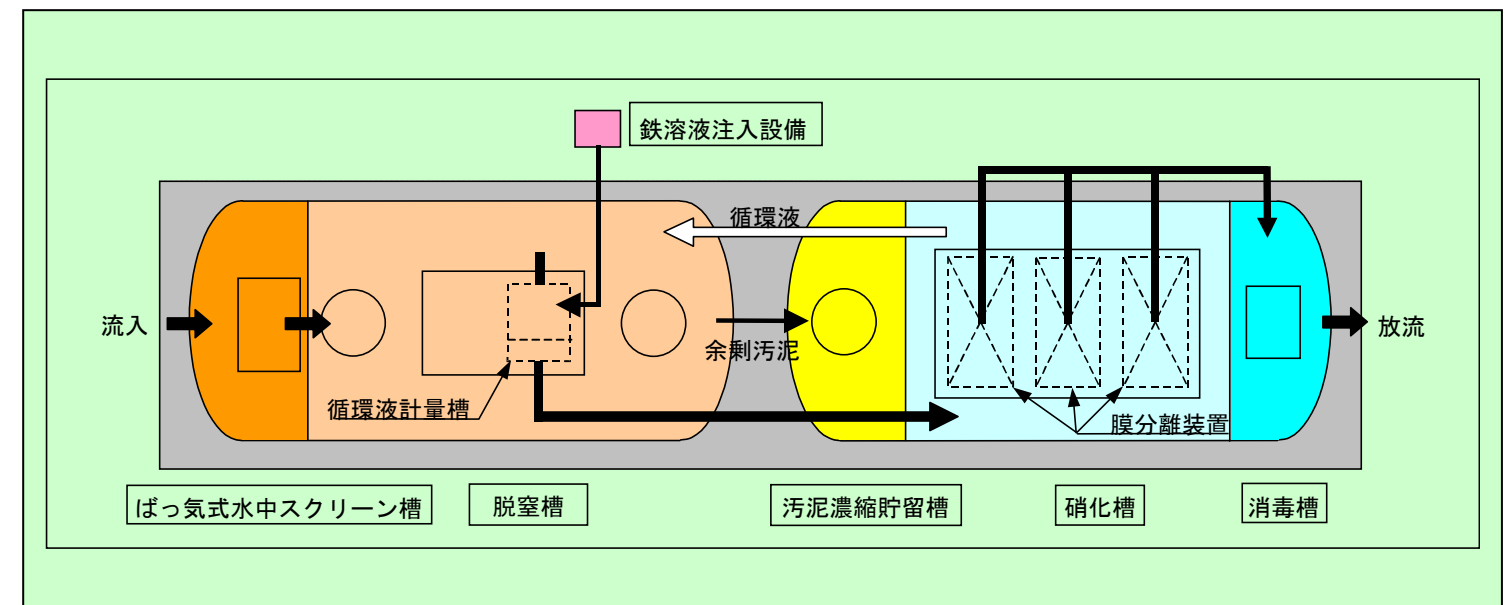 鉄溶液注入設備
循環液
流入
放流
余剰汚泥
循環液計量槽
膜分離装置
ばっ気式水中スクリーン槽
脱窒槽
汚泥濃縮貯留槽
硝化槽
消毒槽